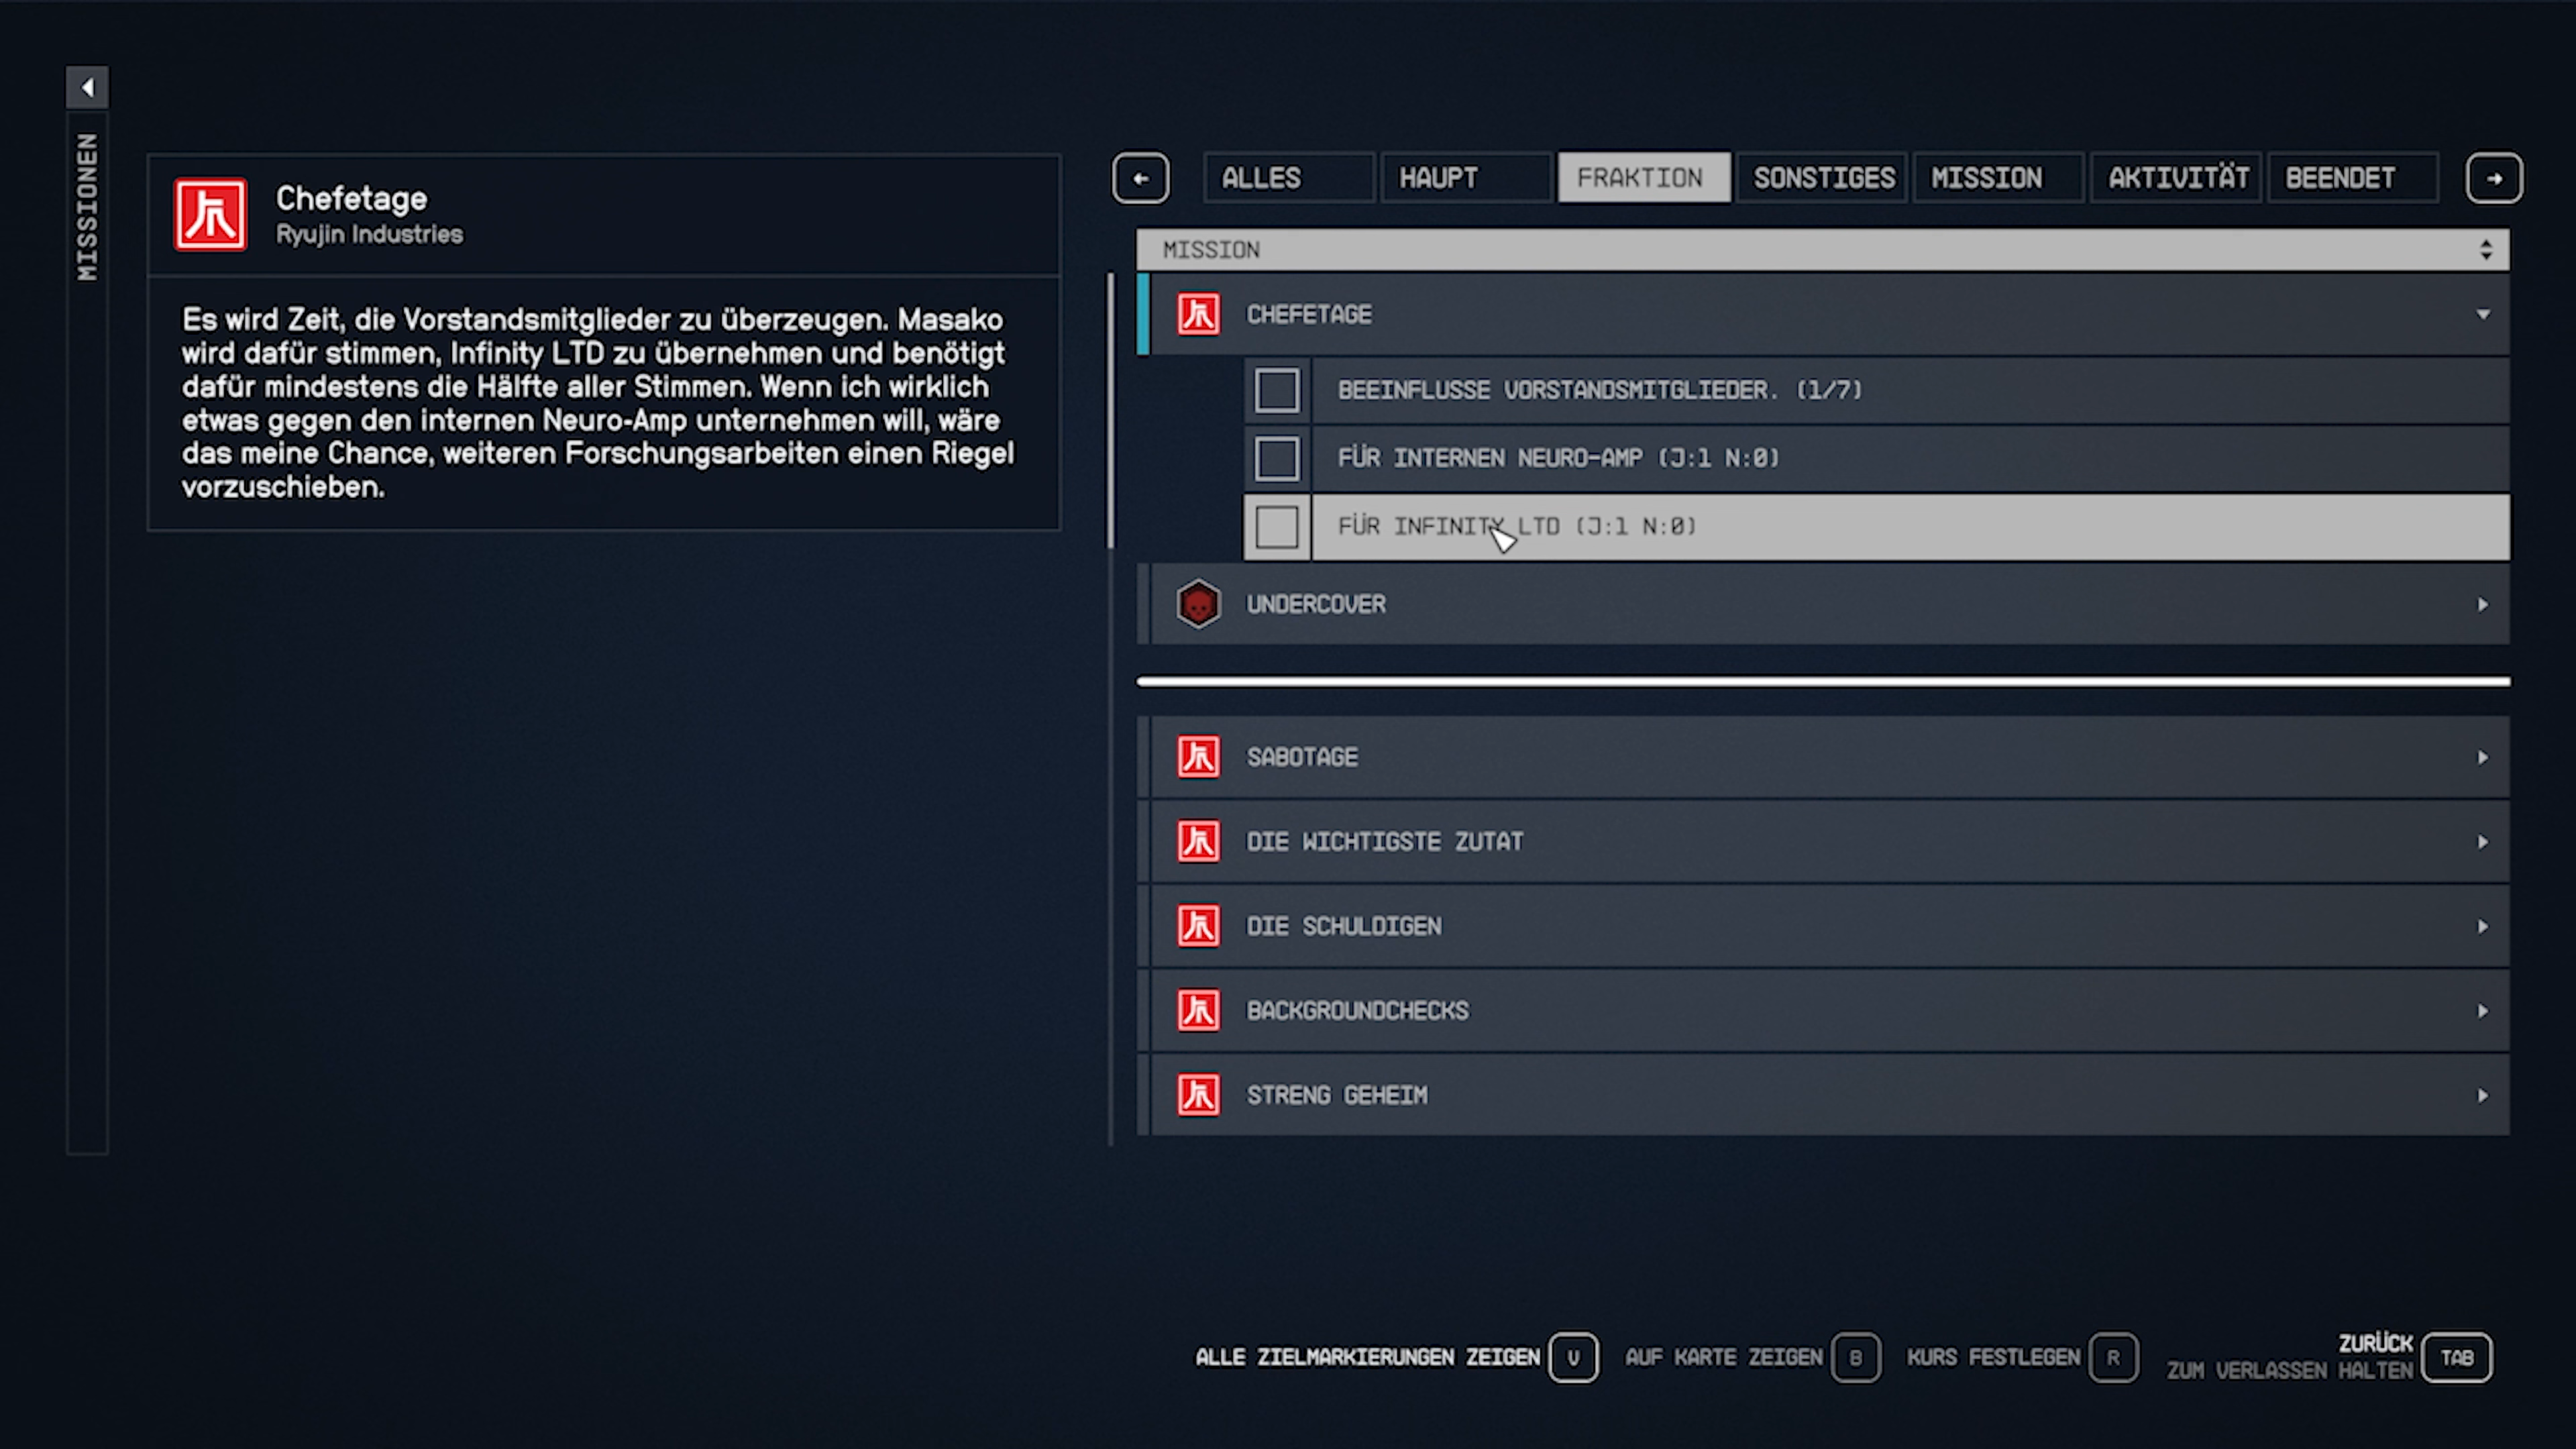 MISSIONEN
Chefetage
Ryujin Industries
Es wird Zeit, die Vorstandsmitglieder zu überzeugen. Masako
wird dafür stimmen, Infinity LTD zu übernehmen und benötigt
dafür mindestens die Hälfte aller Stimmen. Wenn ich wirklich
etwas gegen den internen Neuro-Amp unternehmen will, wäre
das meine Chance, weiteren Forschungsarbeiten einen Riegel
vorzuschieben.
ALLES HAUPT FRAKTION SONSTIGES MISSION AKTIVITÄT BEENDET
MISSION
CHEFETAGE
BEEINFLUSSE VORSTANDSMITGLIEDER. (1/7)
FÜR INTERNEN NEURO-AMP (J:1 N:0)
FÜR INFINITY LTD (J:1 N:0)
UNDERCOVER
SABOTAGE
DIE WICHTIGSTE ZUTAT
DIE SCHULDIGEN
BACKGROUNDCHECKS
STRENG GEHEIM
ALLE ZIELMARKIERUNGEN ZEIGEN V AUF KARTE ZEIGEN B KURS FESTLEGEN R ZURÜCK TAB
ZUM VERLASSEN HALTEN